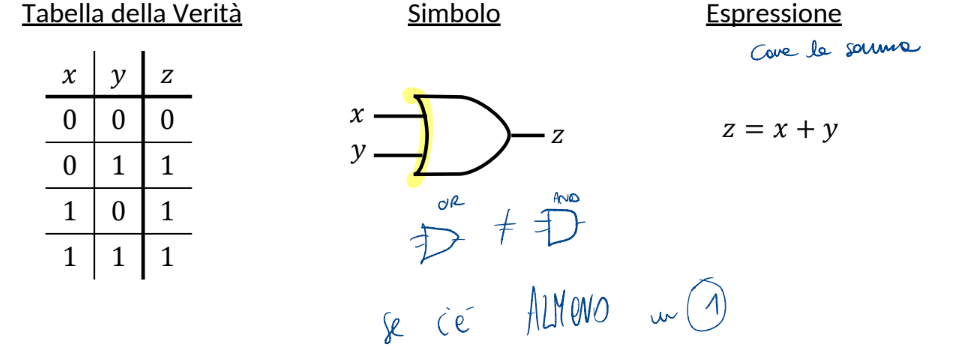 Tabella della Verità
Simbolo
Espressione
Come la somma
x y z
0 0 0
0 1 1
1 0 1
1 1 1
x
y
z
z = x + y
OR ≠ AND
se c'è ALMENO un 1